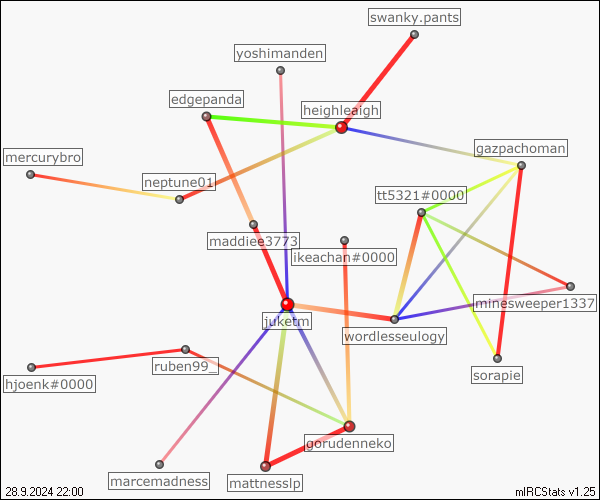 swanky.pants
yoshimanden
edgepanda
heighleaigh
gazpachoman
mercurybro
neptune01
tt5321#0000
maddiee3773
ikeachan#0000
minesweeper1337
juketm
wordlesseulogy
ruben99_
sorapie
hjoenk#0000
gorudenneko
marcemadness
mattnesslp
28.9.2024 22:00
mIRCStats v1.25